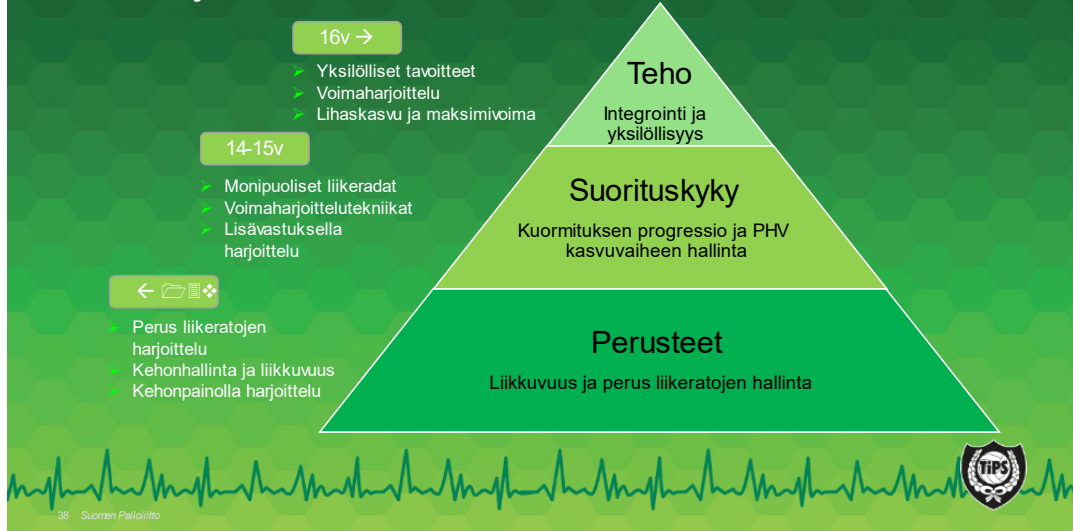 16v →
➢ Yksilölliset tavoitteet
➢ Voimaharjoittelu
➢ Lihaskasvu ja maksimivoima
14-15v
➢ Monipuoliset liikeradat
➢ Voimaharjoittelutekniikat
➢ Lisävastuksella
harjoittelu
← 🗁🗏❖
➢ Perus liikeratojen
harjoittelu
➢ Kehonhallinta ja liikkuvuus
➢ Kehonpainolla harjoittelu
Teho
Integrointi ja
yksilöllisyys
Suorituskyky
Kuormituksen progressio ja PHV
kasvuvaiheen hallinta
Perusteet
Liikkuvuus ja perus liikeratojen hallinta
TiPS
38 Suomen Palloliitto